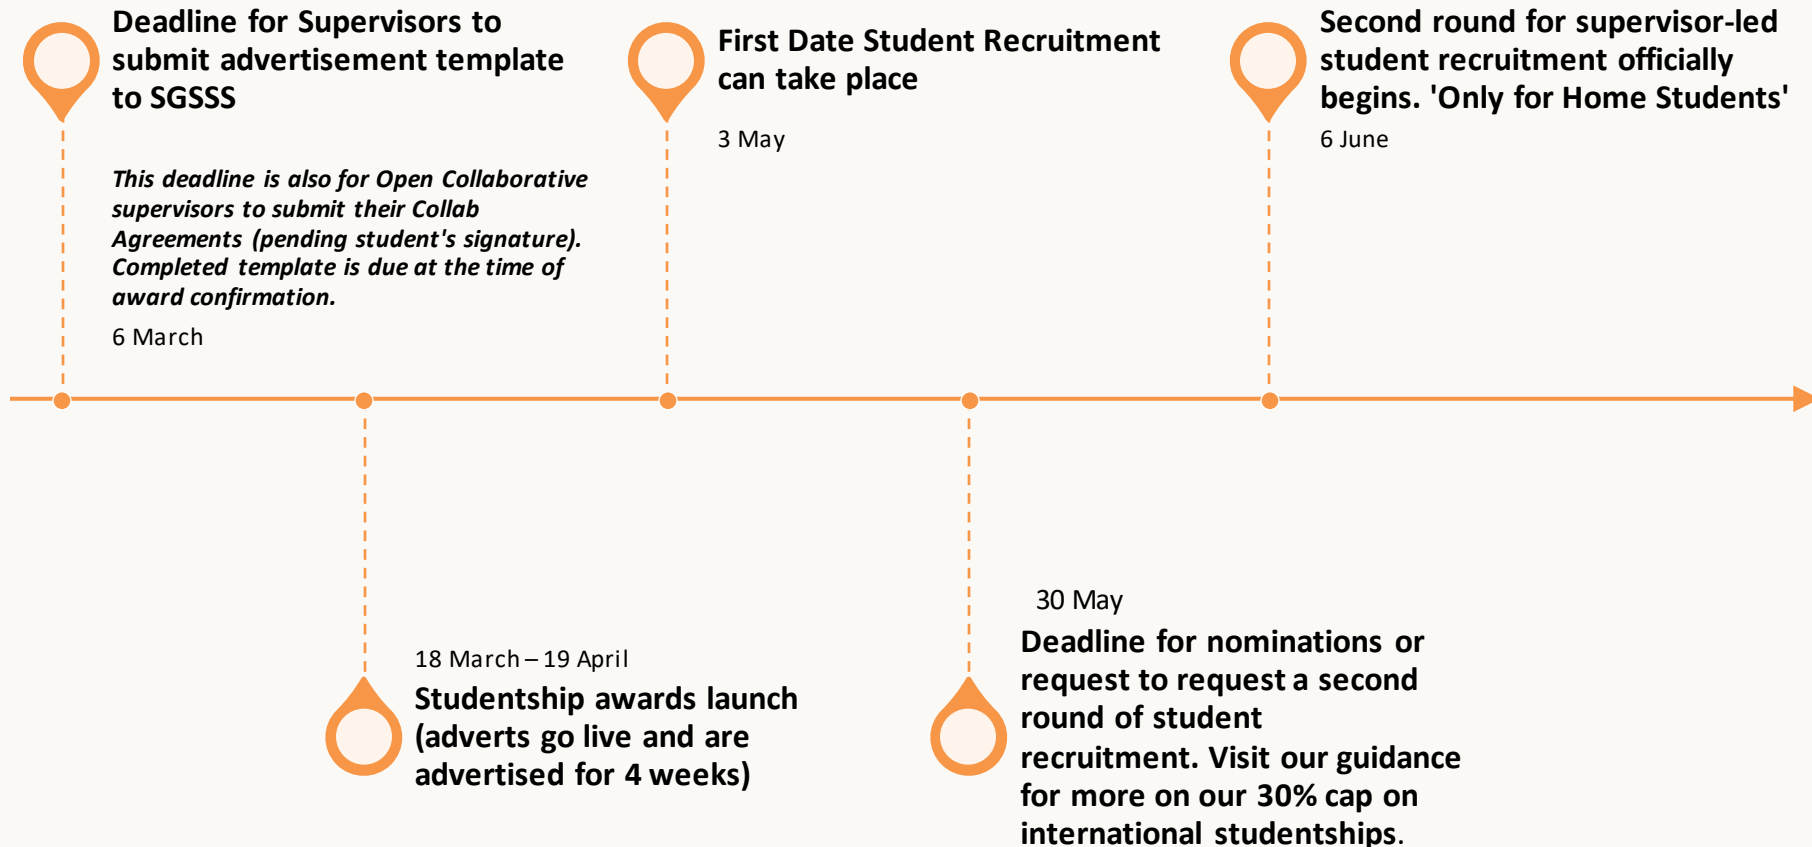 Deadline for Supervisors to
submit advertisement template
to SGSSS
This deadline is also for Open Collaborative
supervisors to submit their Collab
Agreements (pending student's signature).
Completed template is due at the time of
award confirmation.
6 March
18 March – 19 April
Studentship awards launch
(adverts go live and are
advertised for 4 weeks)
First Date Student Recruitment
can take place
3 May
30 May
Deadline for nominations or
request to request a second
round of student
recruitment. Visit our guidance
for more on our 30% cap on
international studentships.
Second round for supervisor-led
student recruitment officially
begins. 'Only for Home Students'
6 June